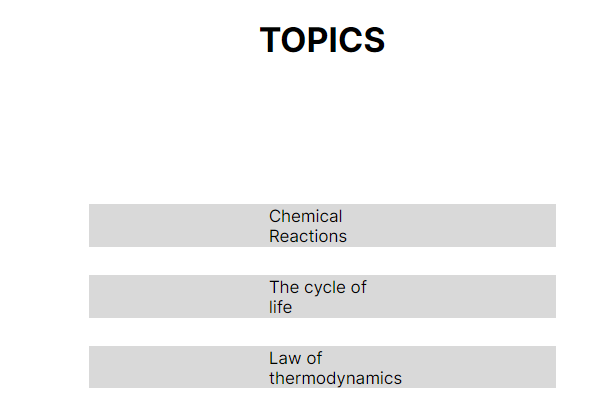 TOPICS
Chemical
Reactions
The cycle of
life
Law of
thermodynamics